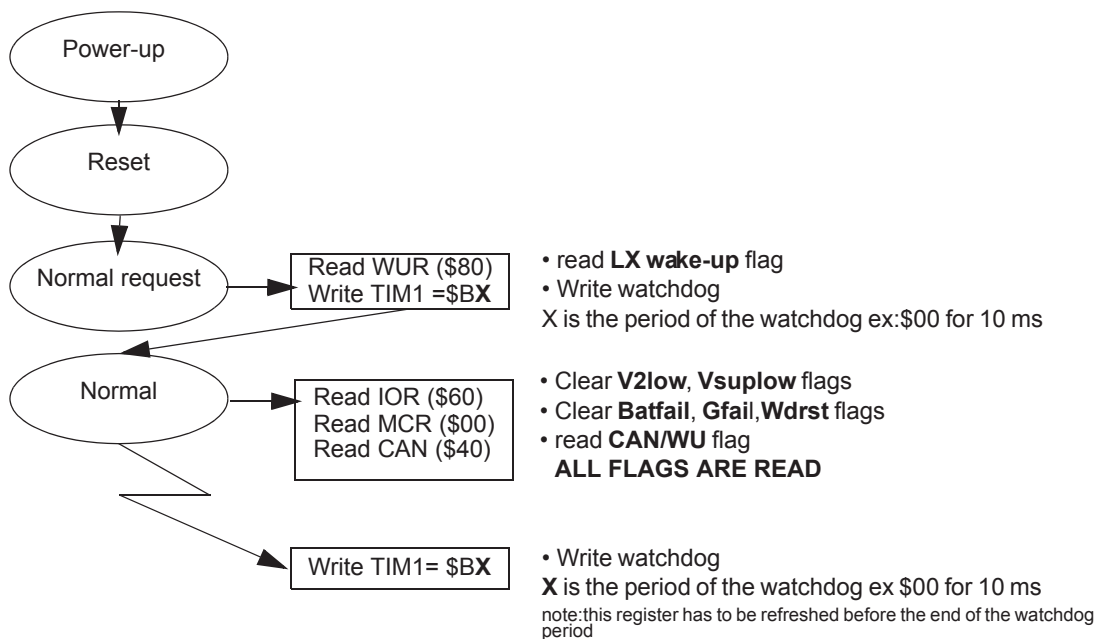 Power-up
Reset
Normal request
Read WUR ($80)
Write TIM1 =$BX
• read LX wake-up flag
• Write watchdog
X is the period of the watchdog ex:$00 for 10 ms
Normal
Read IOR ($60)
Read MCR ($00)
Read CAN ($40)
• Clear V2low, Vsuplow flags
• Clear Batfail, Gfail,Wdrst flags
• read CAN/WU flag
ALL FLAGS ARE READ
Write TIM1= $BX
• Write watchdog
X is the period of the watchdog ex $00 for 10 ms
note:this register has to be refreshed before the end of the watchdog
period